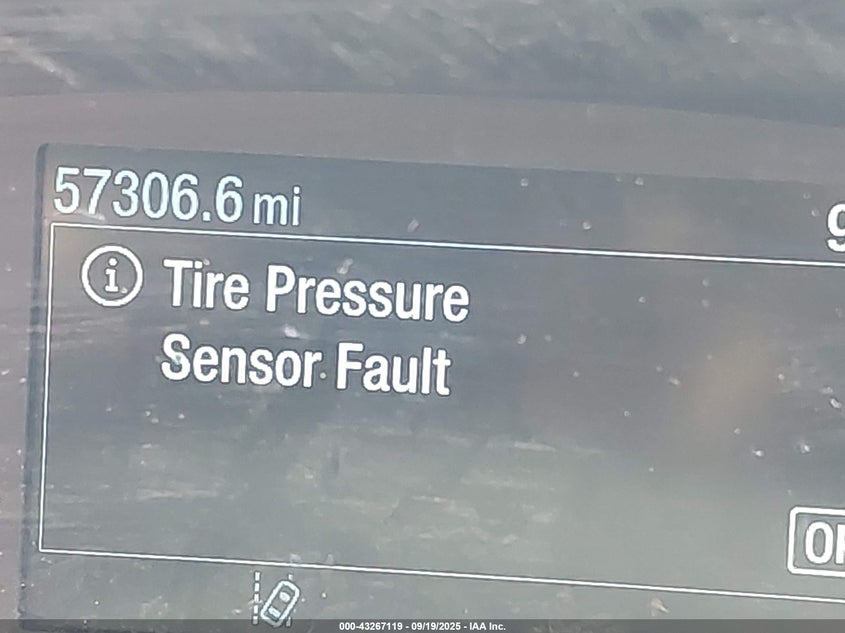 57306.6 mi
Tire Pressure
Sensor Fault
000-43267119 - 09/19/2025 - IAA Inc.